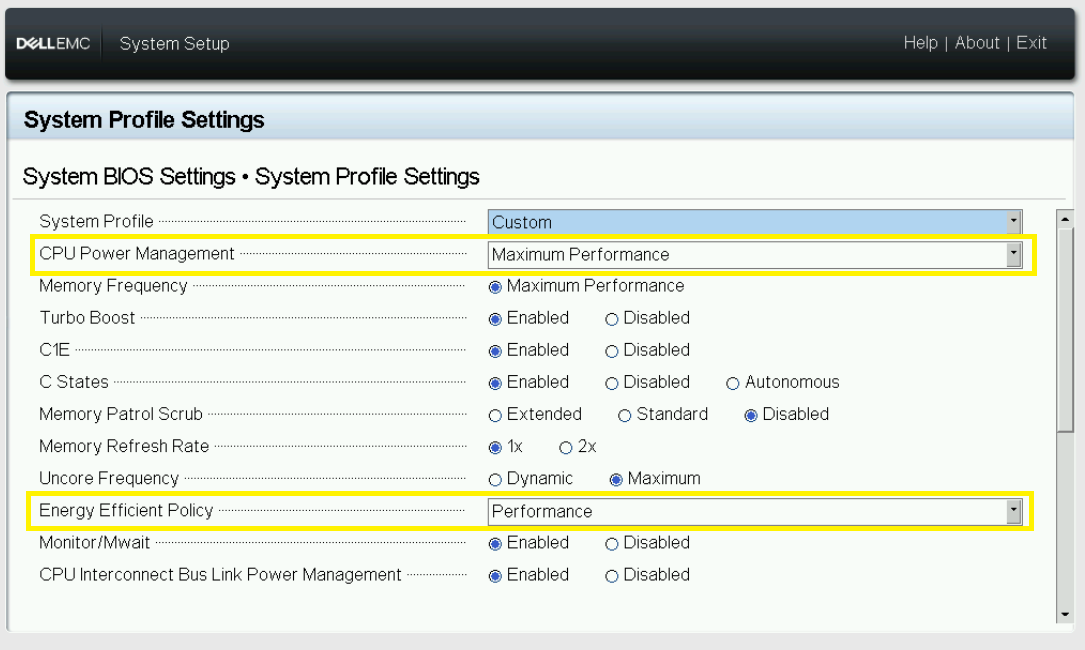 DELLEMC System Setup Help | About | Exit
System Profile Settings
System BIOS Settings • System Profile Settings
System Profile Custom
CPU Power Management Maximum Performance
Memory Frequency Maximum Performance
Turbo Boost Enabled Disabled
C1E Enabled Disabled
C States Enabled Disabled Autonomous
Memory Patrol Scrub Extended Standard Disabled
Memory Refresh Rate 1x 2x
Uncore Frequency Dynamic Maximum
Energy Efficient Policy Performance
Monitor/Mwait Enabled Disabled
CPU Interconnect Bus Link Power Management Enabled Disabled